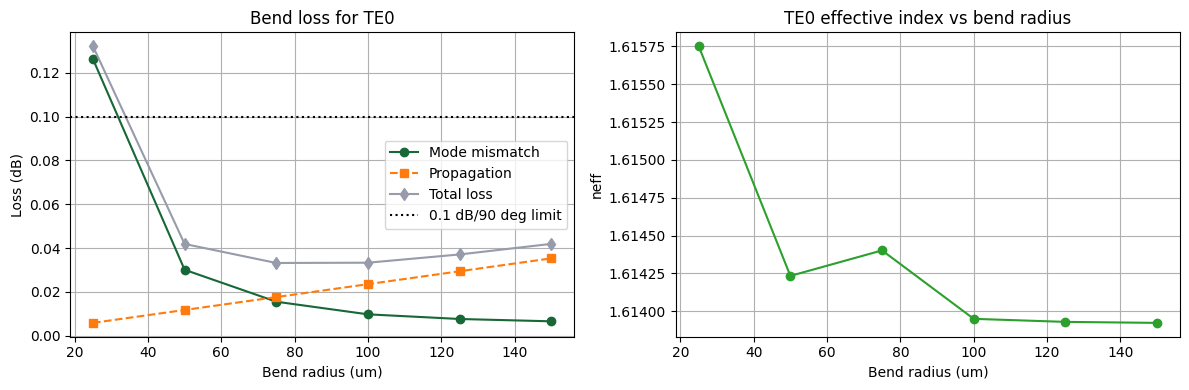 Bend loss for TE0
Loss (dB)
0.12
0.10
0.08
0.06
0.04
0.02
0.00
Mode mismatch
Propagation
Total loss
0.1 dB/90 deg limit
20 40 60 80 100 120 140
Bend radius (um)
TE0 effective index vs bend radius
neff
1.61575
1.61550
1.61525
1.61500
1.61475
1.61450
1.61425
1.61400
20 40 60 80 100 120 140
Bend radius (um)